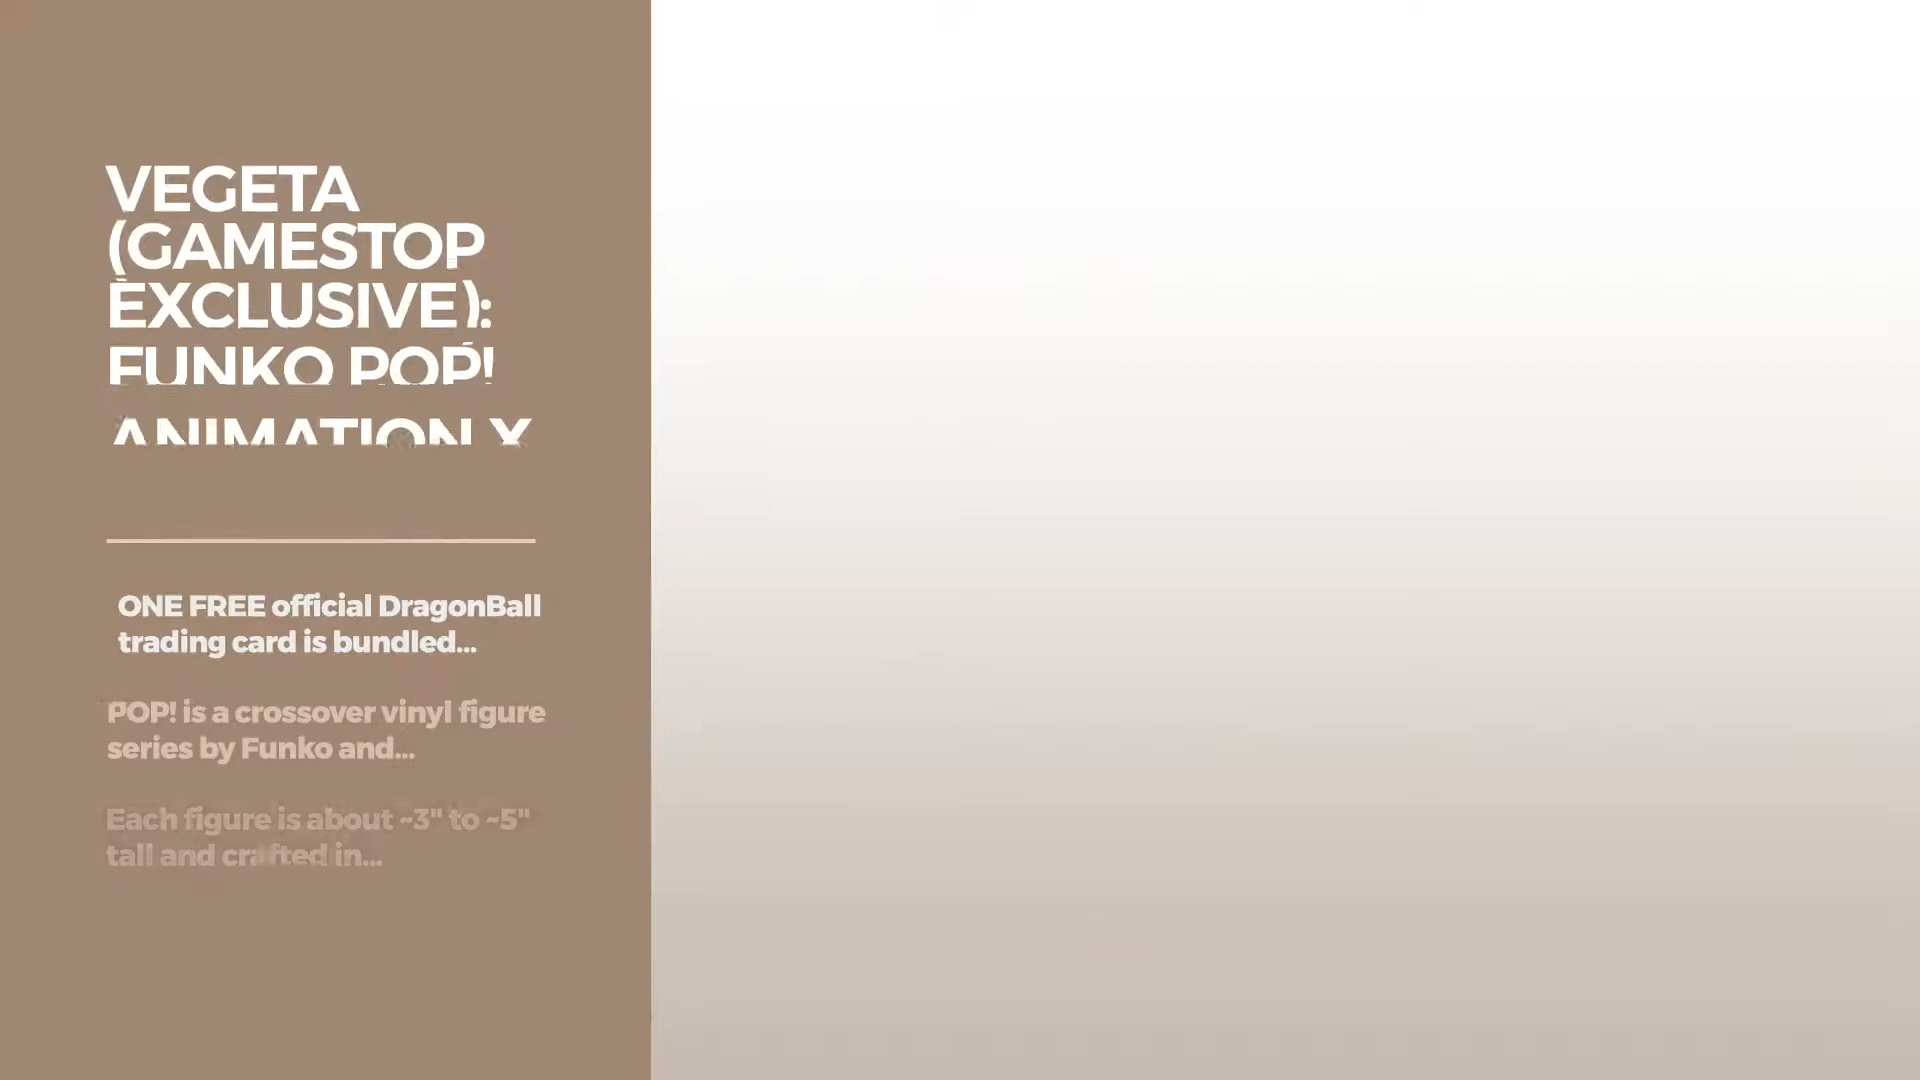 VEGETA
(GAMESTOP
EXCLUSIVE):
FUNKO POP!
ANIMATION X
ONE FREE official DragonBall
trading card is bundled...
POP! is a crossover vinyl figure
series by Funko and...
Each figure is about ~3" to ~5"
tall and crafted in...